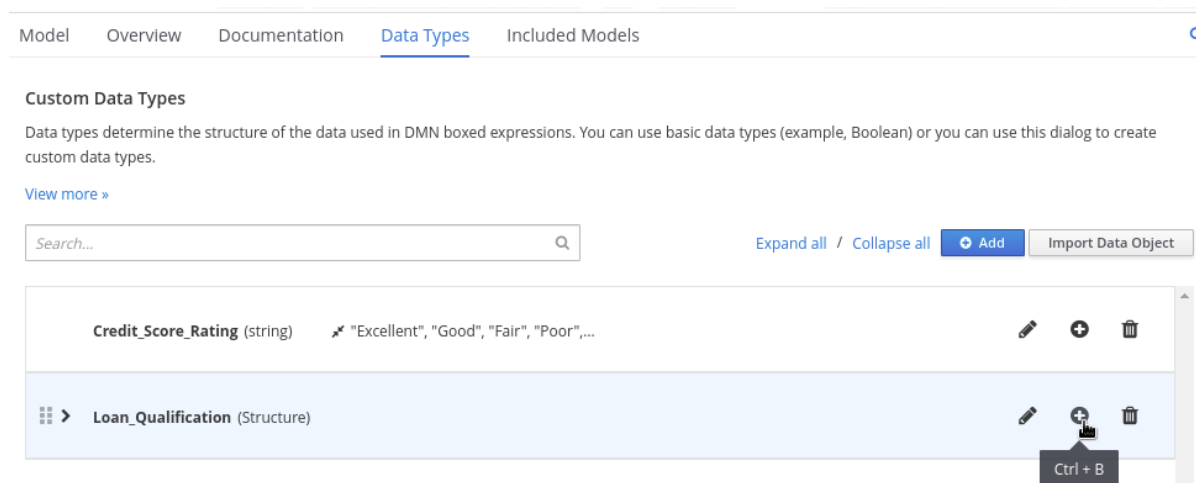 Model Overview Documentation Data Types Included Models
Custom Data Types
Data types determine the structure of the data used in DMN boxed expressions. You can use basic data types (example, Boolean) or you can use this dialog to create
custom data types.
View more »
Search... Expand all / Collapse all Add Import Data Object
Credit_Score_Rating (string) "Excellent", "Good", "Fair", "Poor",...
Loan_Qualification (Structure)
Ctrl + B